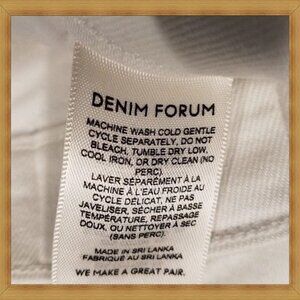 DENIM FORUM
MACHINE WASH COLD GENTLE
CYCLE SEPARATELY, DO NOT
BLEACH, TUMBLE DRY LOW,
COOL IRON, OR DRY CLEAN (NO
PERC).
LAVER SÉPARÉMENT À LA
MACHINE À L'EAU FROIDE AU
CYCLE DÉLICAT, NE PAS
JAVELISER, SÉCHER À BASSE
TEMPÉRATURE, REPASSAGE
DOUX, OU NETTOYER À SEC
(SANS PERC).
MADE IN SRI LANKA
FABRIQUÉ AU SRI LANKA
WE MAKE A GREAT PAIR.